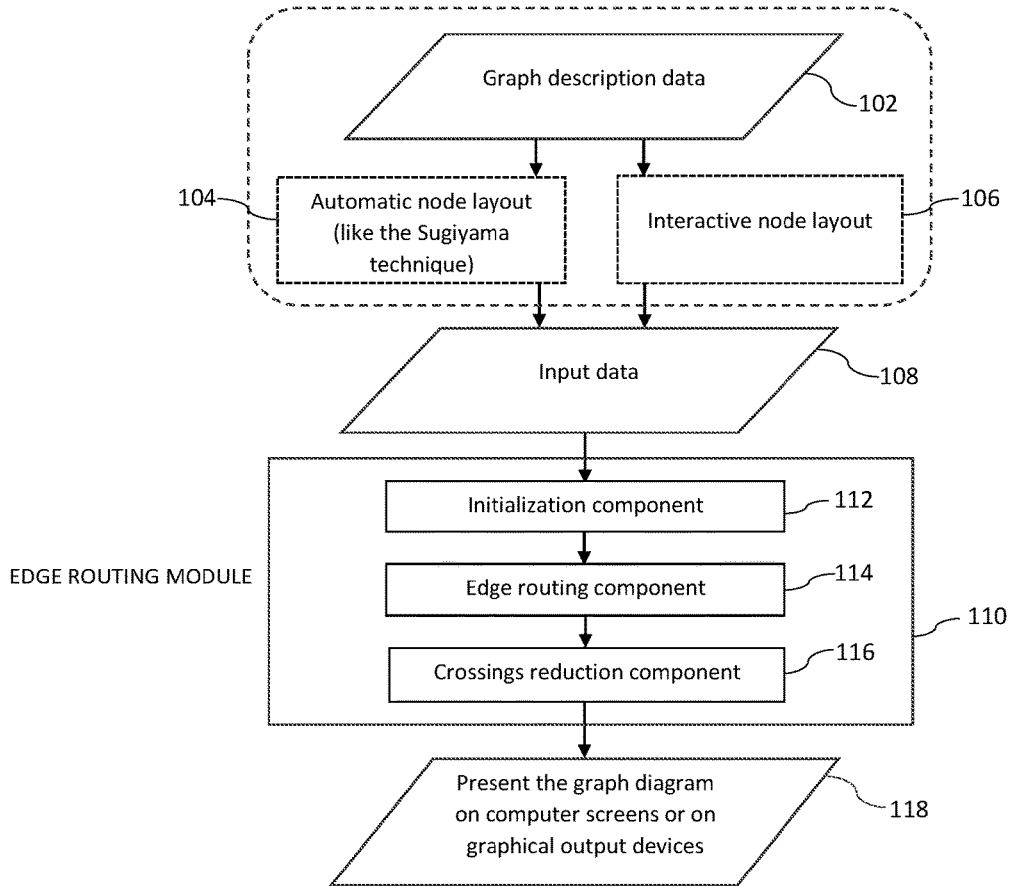 Graph description data
102
104
Automatic node layout
(like the Sugiyama
technique)
Interactive node layout
106
Input data
108
Initialization component
112
EDGE ROUTING MODULE
Edge routing component
114
110
Crossings reduction component
116
Present the graph diagram
on computer screens or on
graphical output devices
118